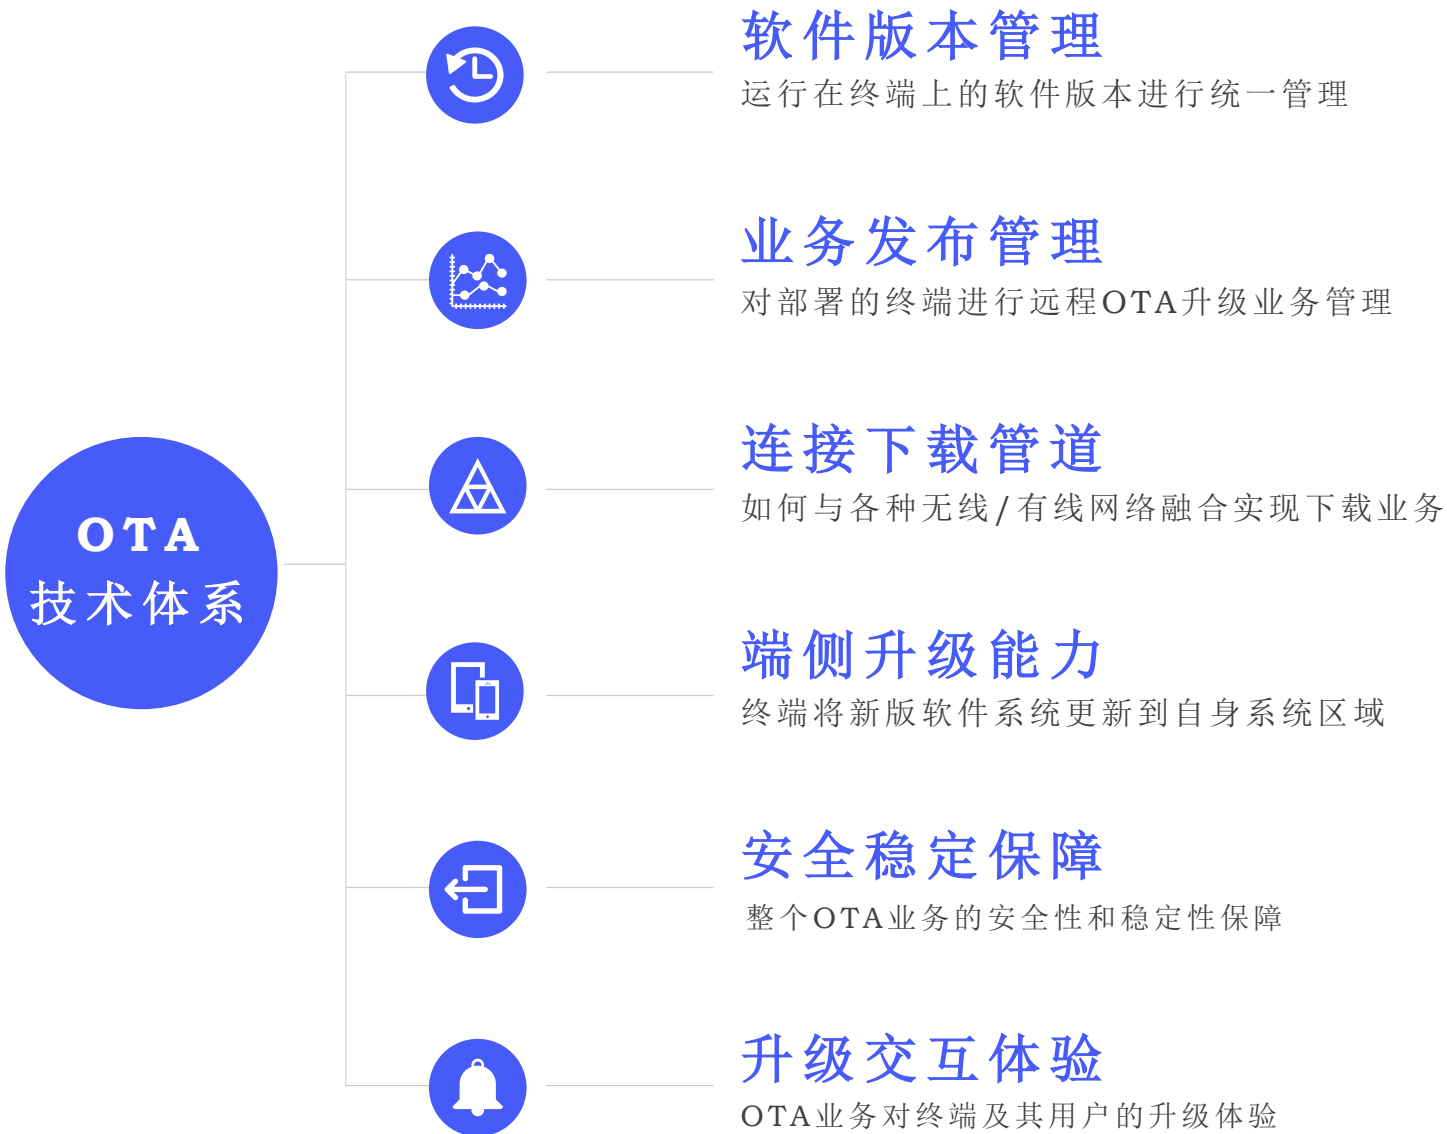 软件版本管理
运行在终端上的软件版本进行统一管理
业务发布管理
对部署的终端进行远程OTA升级业务管理
连接下载管道
如何与各种无线/有线网络融合实现下载业务
OTA
技术体系
端侧升级能力
终端将新版软件系统更新到自身系统区域
安全稳定保障
整个OTA业务的安全性和稳定性保障
升级交互体验
OTA业务对终端及其用户的升级体验